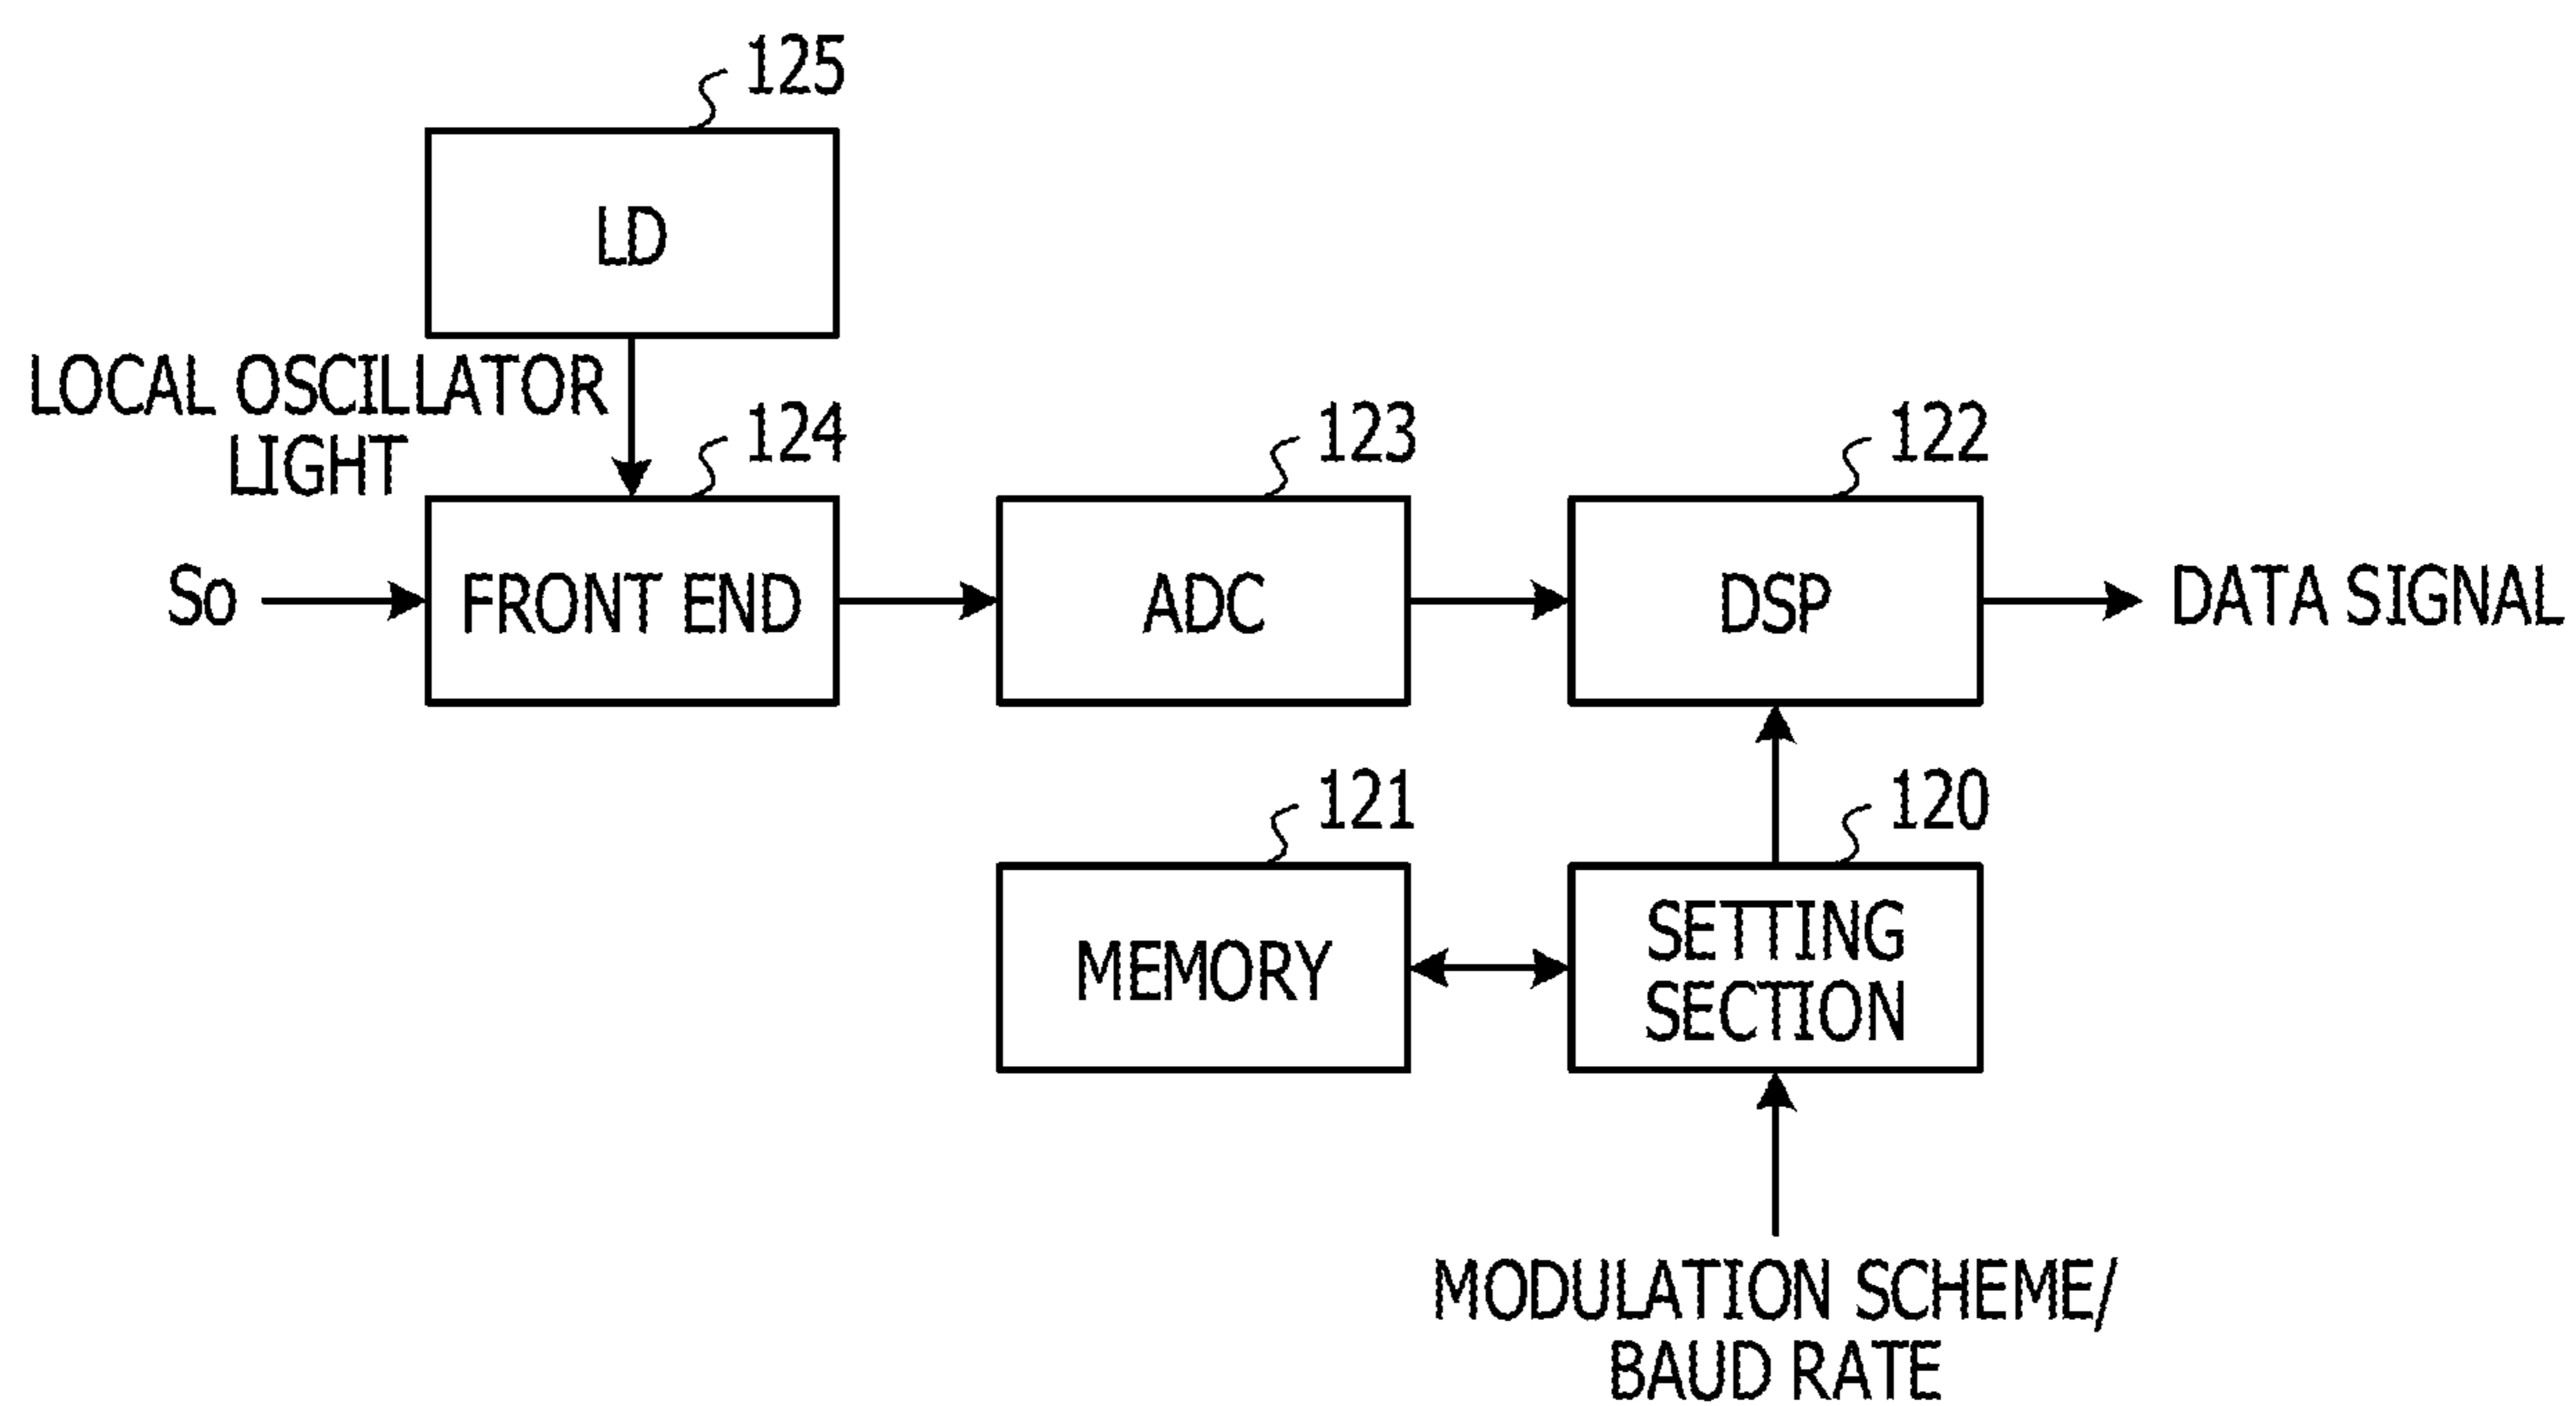 125
LD
LOCAL OSCILLATOR
LIGHT
124
123
122
So
FRONT END
ADC
DSP
DATA SIGNAL
121
120
MEMORY
SETTING
SECTION
MODULATION SCHEME/
BAUD RATE